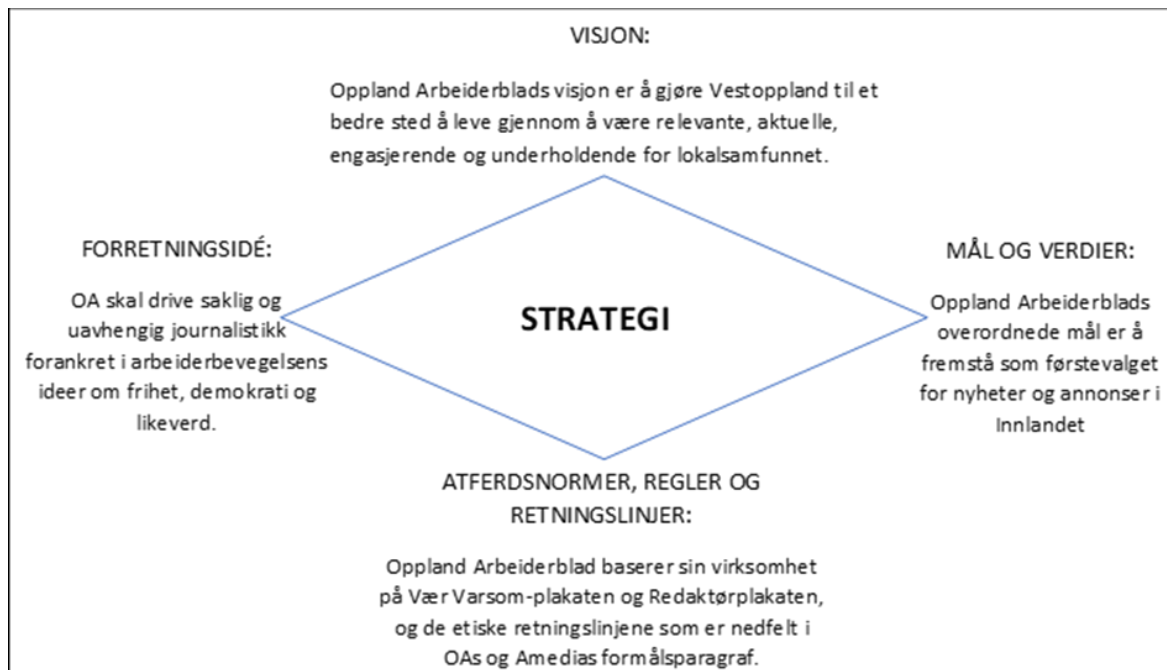 VISJON:
Oppland Arbeiderblads visjon er å gjøre Vestoppland til et
bedre sted å leve gjennom å være relevante, aktuelle,
engasjerende og underholdende for lokalsamfunnet.
FORRETNINGSIDÉ:
OA skal drive saklig og
uavhengig journalistikk
forankret i arbeiderbevegelsens
ideer om frihet, demokrati og
likeverd.
STRATEGI
MÅL OG VERDIER:
Oppland Arbeiderblads
overordnede mål er å
fremstå som førstevalget
for nyheter og annonser i
Innlandet
ATFERDSNORMER, REGLER OG
RETNINGSLINJER:
Oppland Arbeiderblad baserer sin virksomhet
på Vær Varsom-plakaten og Redaktørplakaten,
og de etiske retningslinjene som er nedfelt i
OAs og Amedias formålsparagraf.